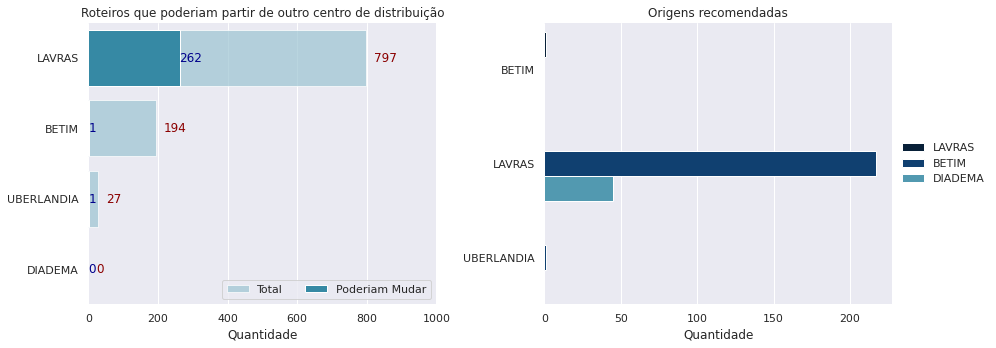 Roteiros que poderiam partir de outro centro de distribuição
LAVRAS
262
797
BETIM
1
194
UBERLANDIA
1
27
DIADEMA
0
0
Total
Poderiam Mudar
0
200
400
600
800
1000
Quantidade
Origens recomendadas
BETIM
LAVRAS
UBERLANDIA
0
50
100
150
200
Quantidade
LAVRAS
BETIM
DIADEMA